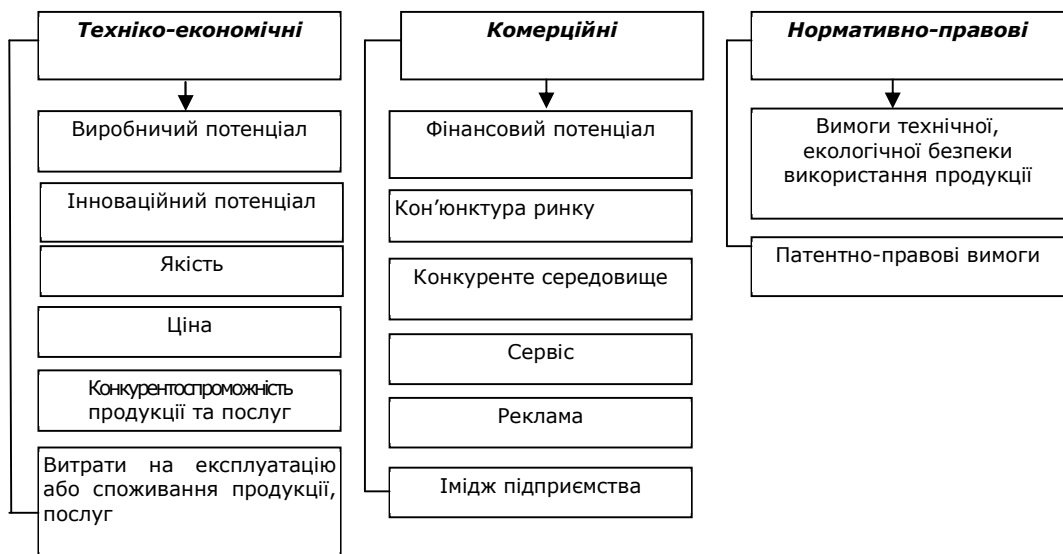 Техніко-економічні
Виробничий потенціал
Інноваційний потенціал
Якість
Ціна
Конкурентоспроможність
продукції та послуг
Витрати на експлуатацію
або споживання продукції,
послуг
Комерційні
Фінансовий потенціал
Кон’юнктура ринку
Конкуренте середовище
Сервіс
Реклама
Імідж підприємства
Нормативно-правові
Вимоги технічної,
екологічної безпеки
використання продукції
Патентно-правові вимоги